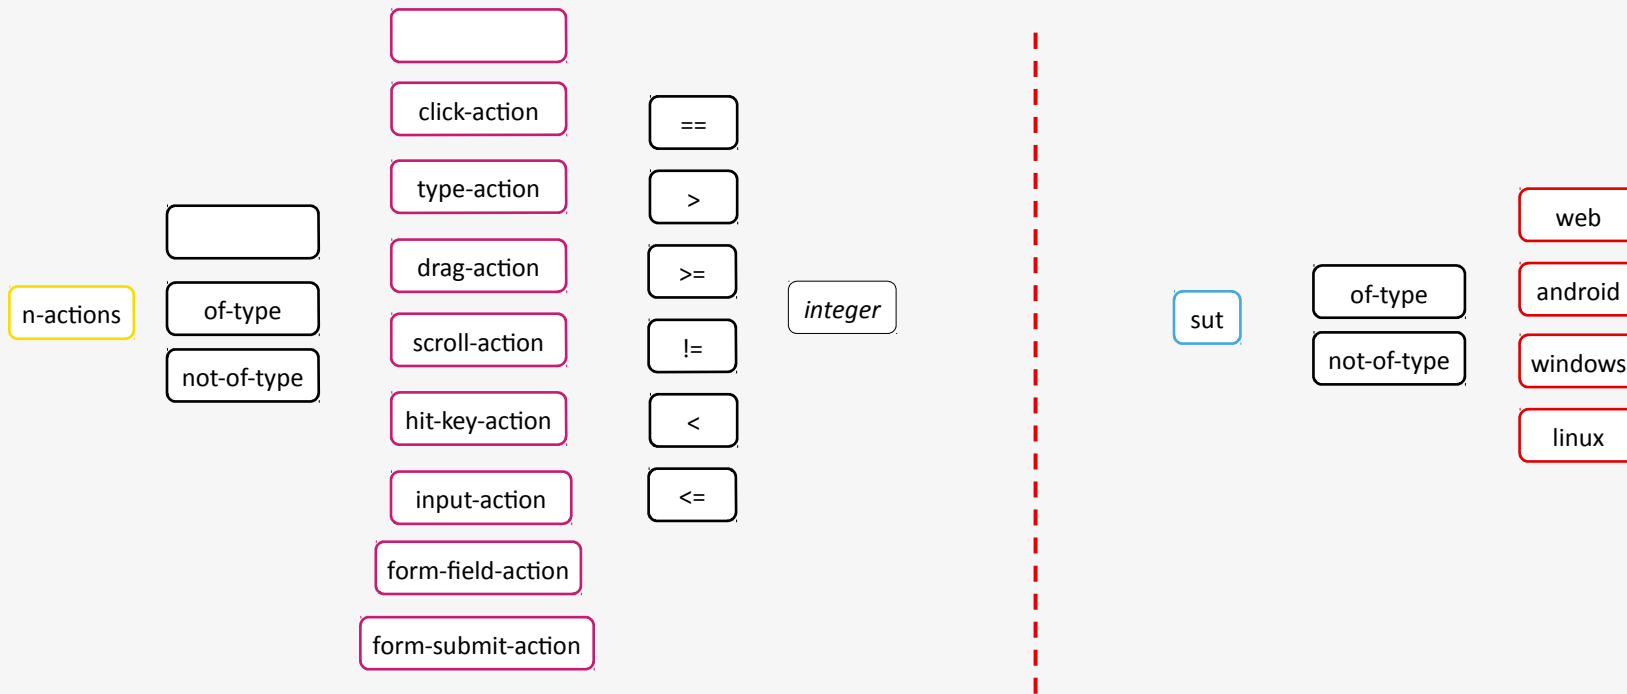 n-actions
of-type
not-of-type
click-action
type-action
drag-action
scroll-action
hit-key-action
input-action
form-field-action
form-submit-action
==
>
>=
!=
<
<=
integer
sut
of-type
not-of-type
web
android
windows
linux